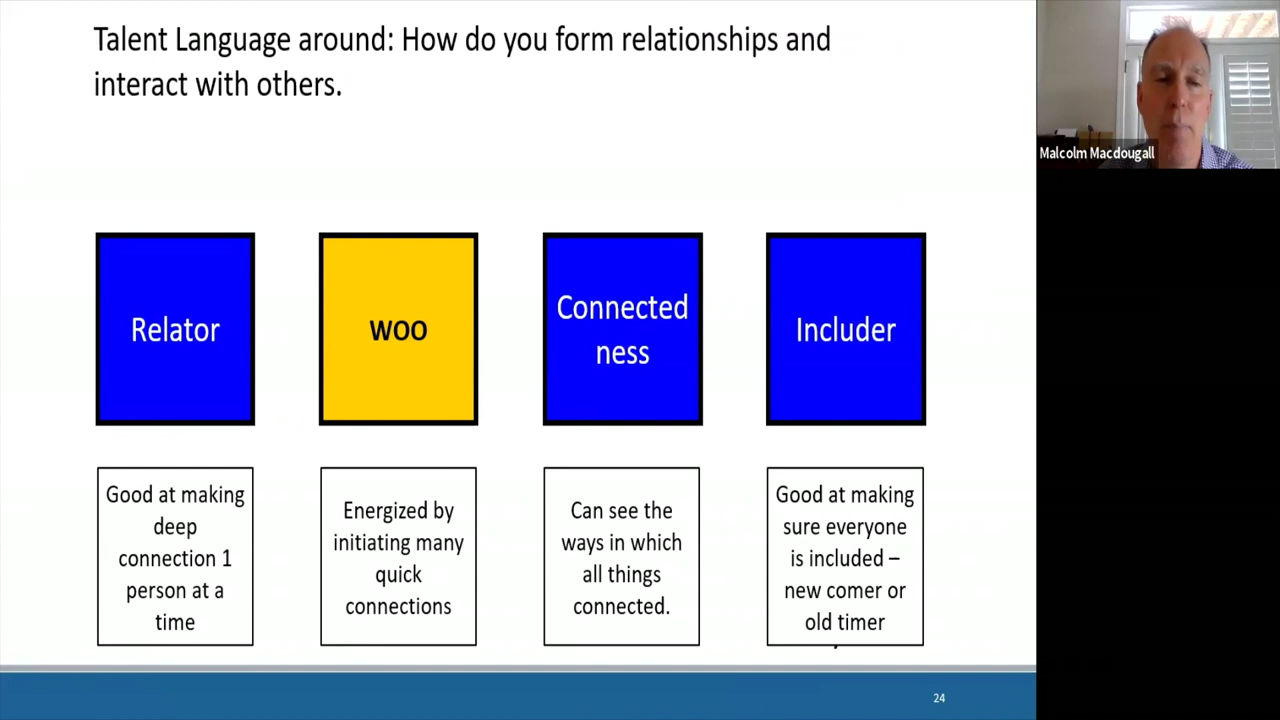 Talent Language around: How do you form relationships and
interact with others.
Malcolm Macdougall
Relator
WOO
Connected
ness
Includer
Good at making
deep
connection 1
person at a
time
Energized by
initiating many
quick
connections
Can see the
ways in which
all things
connected.
Good at making
sure everyone
is included –
new comer or
old timer
24